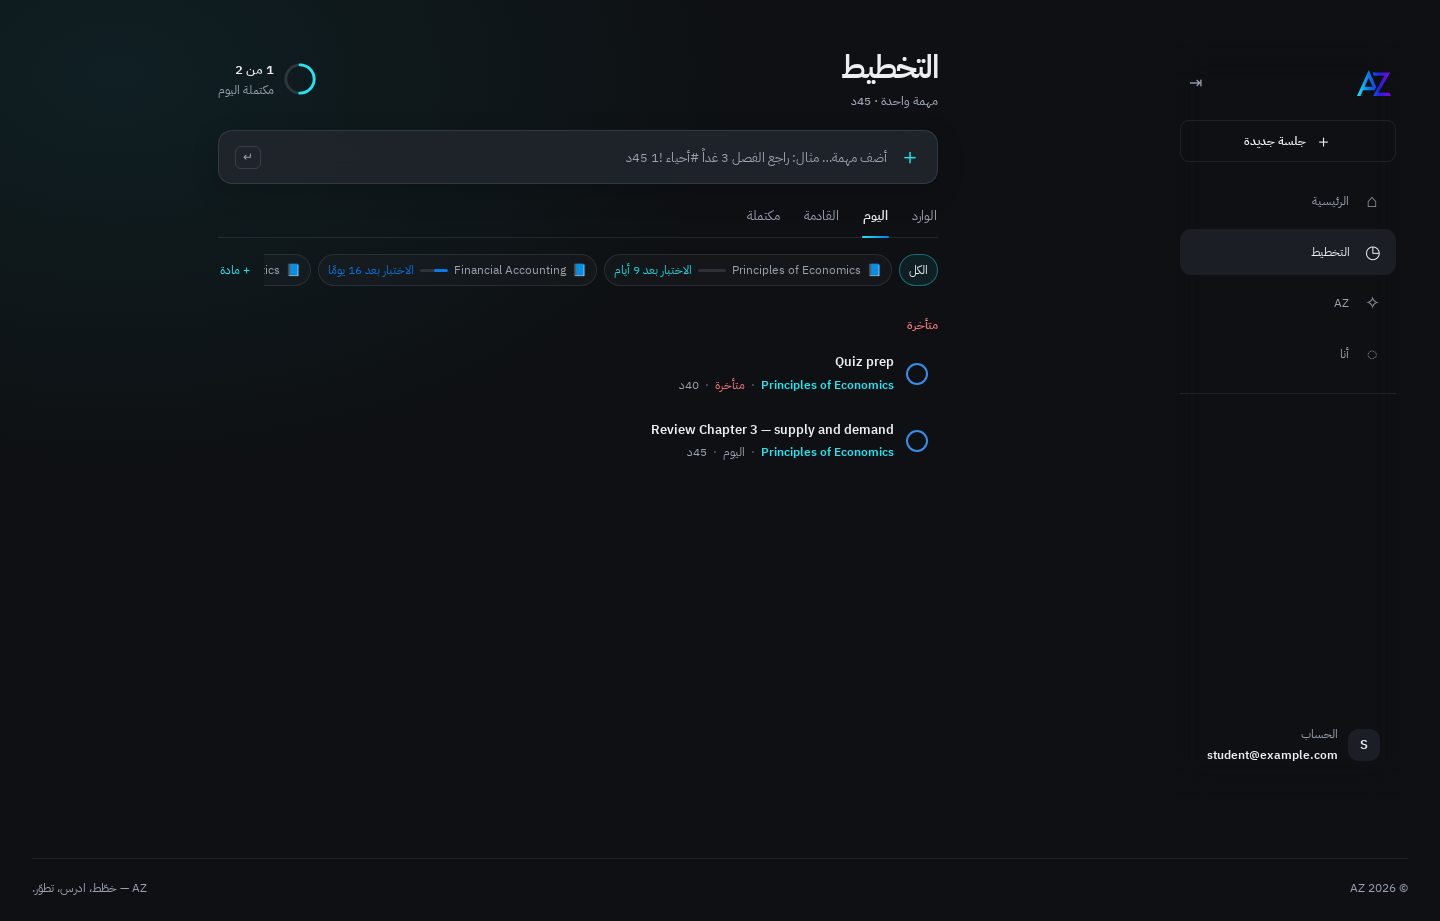 AZ
+ جلسة جديدة
الرئيسية
التخطيط
AZ
أنا
الحساب
S
student@example.com
التخطيط
مهمة واحدة · 45د
1 من 2
مكتملة اليوم
+ أضف مهمة... مثال: راجع الفصل 3 غداً #أحياء !1 45د
الوارد
اليوم
القادمة
مكتملة
الكل
Principles of Economics الاختبار بعد 9 أيام
Financial Accounting الاختبار بعد 16 يومًا
tics
+ مادة
متأخرة
Quiz prep
Principles of Economics · متأخرة · 40د
Review Chapter 3 — supply and demand
Principles of Economics · اليوم · 45د
© 2026 AZ
AZ — خطّط، ادرس، تطوّر.